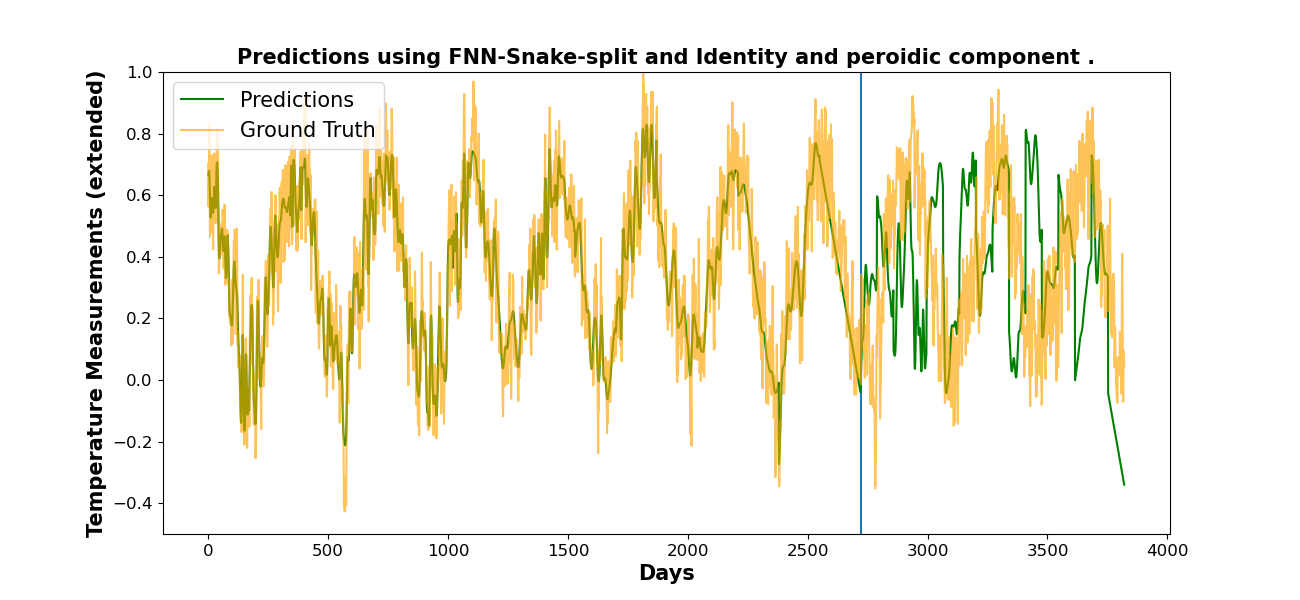 Predictions using FNN-Snake-split and Identity and peroidic component .
Temperature Measurements (extended)
1.0
0.8
0.6
0.4
0.2
0.0
−0.2
−0.4
Predictions
Ground Truth
0 500 1000 1500 2000 2500 3000 3500 4000
Days